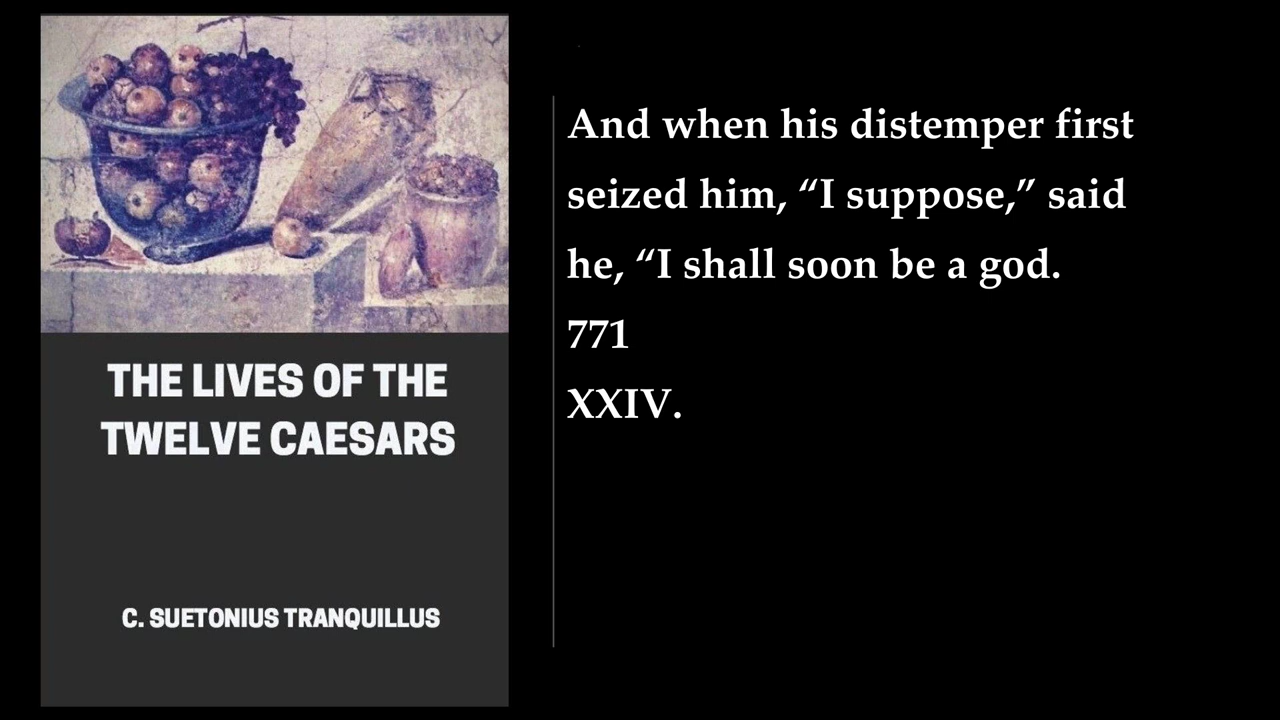 THE LIVES OF THE
TWELVE CAESARS
C. SUETONIUS TRANQUILLUS
And when his distemper first
seized him, “I suppose,” said
he, “I shall soon be a god.
771
XXIV.